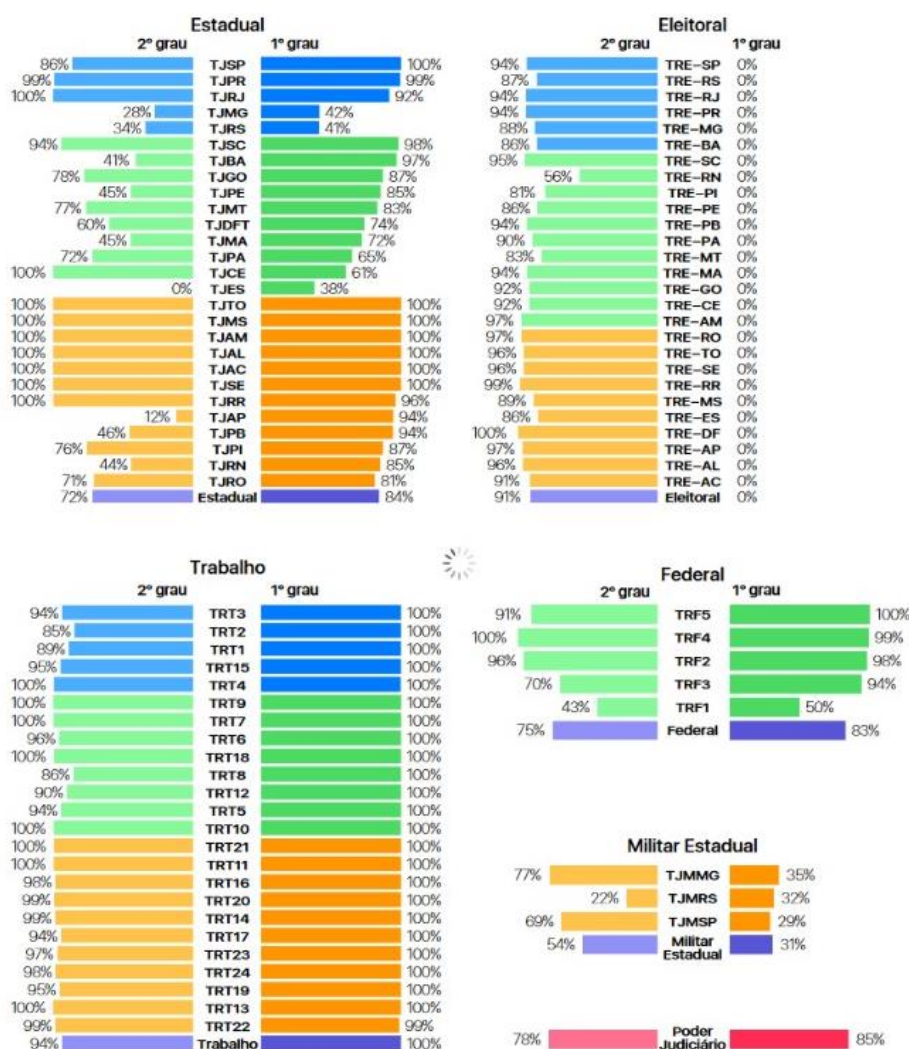 Estadual
2º grau 1º grau
86% TJSP 100%
99% TJPR 99%
100% TJRJ 92%
28% TJMG 42%
34% TJRS 41%
94% TJSC 98%
41% TJBA 97%
78% TJGO 87%
45% TJPE 85%
77% TJMT 83%
60% TJDFT 74%
45% TJMA 72%
72% TJPA 65%
100% TJCE 61%
0% TJES 38%
100% TJTO 100%
100% TJMS 100%
100% TJAM 100%
100% TJAL 100%
100% TJAC 100%
100% TJSE 100%
100% TJRR 96%
12% TJAP 94%
46% TJPB 94%
76% TJPI 87%
44% TJRN 85%
71% TJRO 81%
72% Estadual 84%
Eleitoral
2º grau 1º grau
94% TRE-SP 0%
87% TRE-RS 0%
94% TRE-RJ 0%
94% TRE-PR 0%
88% TRE-MG 0%
86% TRE-BA 0%
95% TRE-SC 0%
56% TRE-RN 0%
81% TRE-PI 0%
86% TRE-PE 0%
94% TRE-PB 0%
90% TRE-PA 0%
83% TRE-MT 0%
94% TRE-MA 0%
92% TRE-GO 0%
92% TRE-CE 0%
97% TRE-AM 0%
97% TRE-RO 0%
96% TRE-TO 0%
96% TRE-SE 0%
99% TRE-RR 0%
89% TRE-MS 0%
86% TRE-ES 0%
100% TRE-DF 0%
97% TRE-AP 0%
96% TRE-AL 0%
91% TRE-AC 0%
91% Eleitoral 0%
Trabalho
2º grau 1º grau
94% TRT3 100%
85% TRT2 100%
89% TRT1 100%
95% TRT15 100%
100% TRT4 100%
100% TRT9 100%
100% TRT7 100%
96% TRT6 100%
100% TRT18 100%
86% TRT8 100%
90% TRT12 100%
94% TRT5 100%
100% TRT10 100%
100% TRT21 100%
100% TRT11 100%
98% TRT16 100%
99% TRT20 100%
99% TRT14 100%
94% TRT17 100%
97% TRT23 100%
98% TRT24 100%
95% TRT19 100%
100% TRT13 100%
99% TRT22 99%
94% Trabalho 100%
Federal
2º grau 1º grau
91% TRF5 100%
100% TRF4 99%
96% TRF2 98%
70% TRF3 94%
43% TRF1 50%
75% Federal 83%
Militar Estadual
77% TJMMG 35%
22% TJMRS 32%
69% TJMSP 29%
54% Militar 31%
Estadual
78% Poder 85%
Judiciário